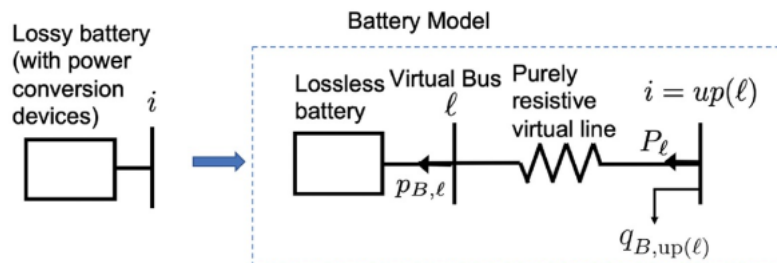 Battery Model
Lossy battery
(with power
conversion
devices)
i
Lossless
battery
Virtual Bus
ℓ
Purely
resistive
virtual line
i = up(ℓ)
p_{B,ℓ}
P_ℓ
q_{B,up(ℓ)}